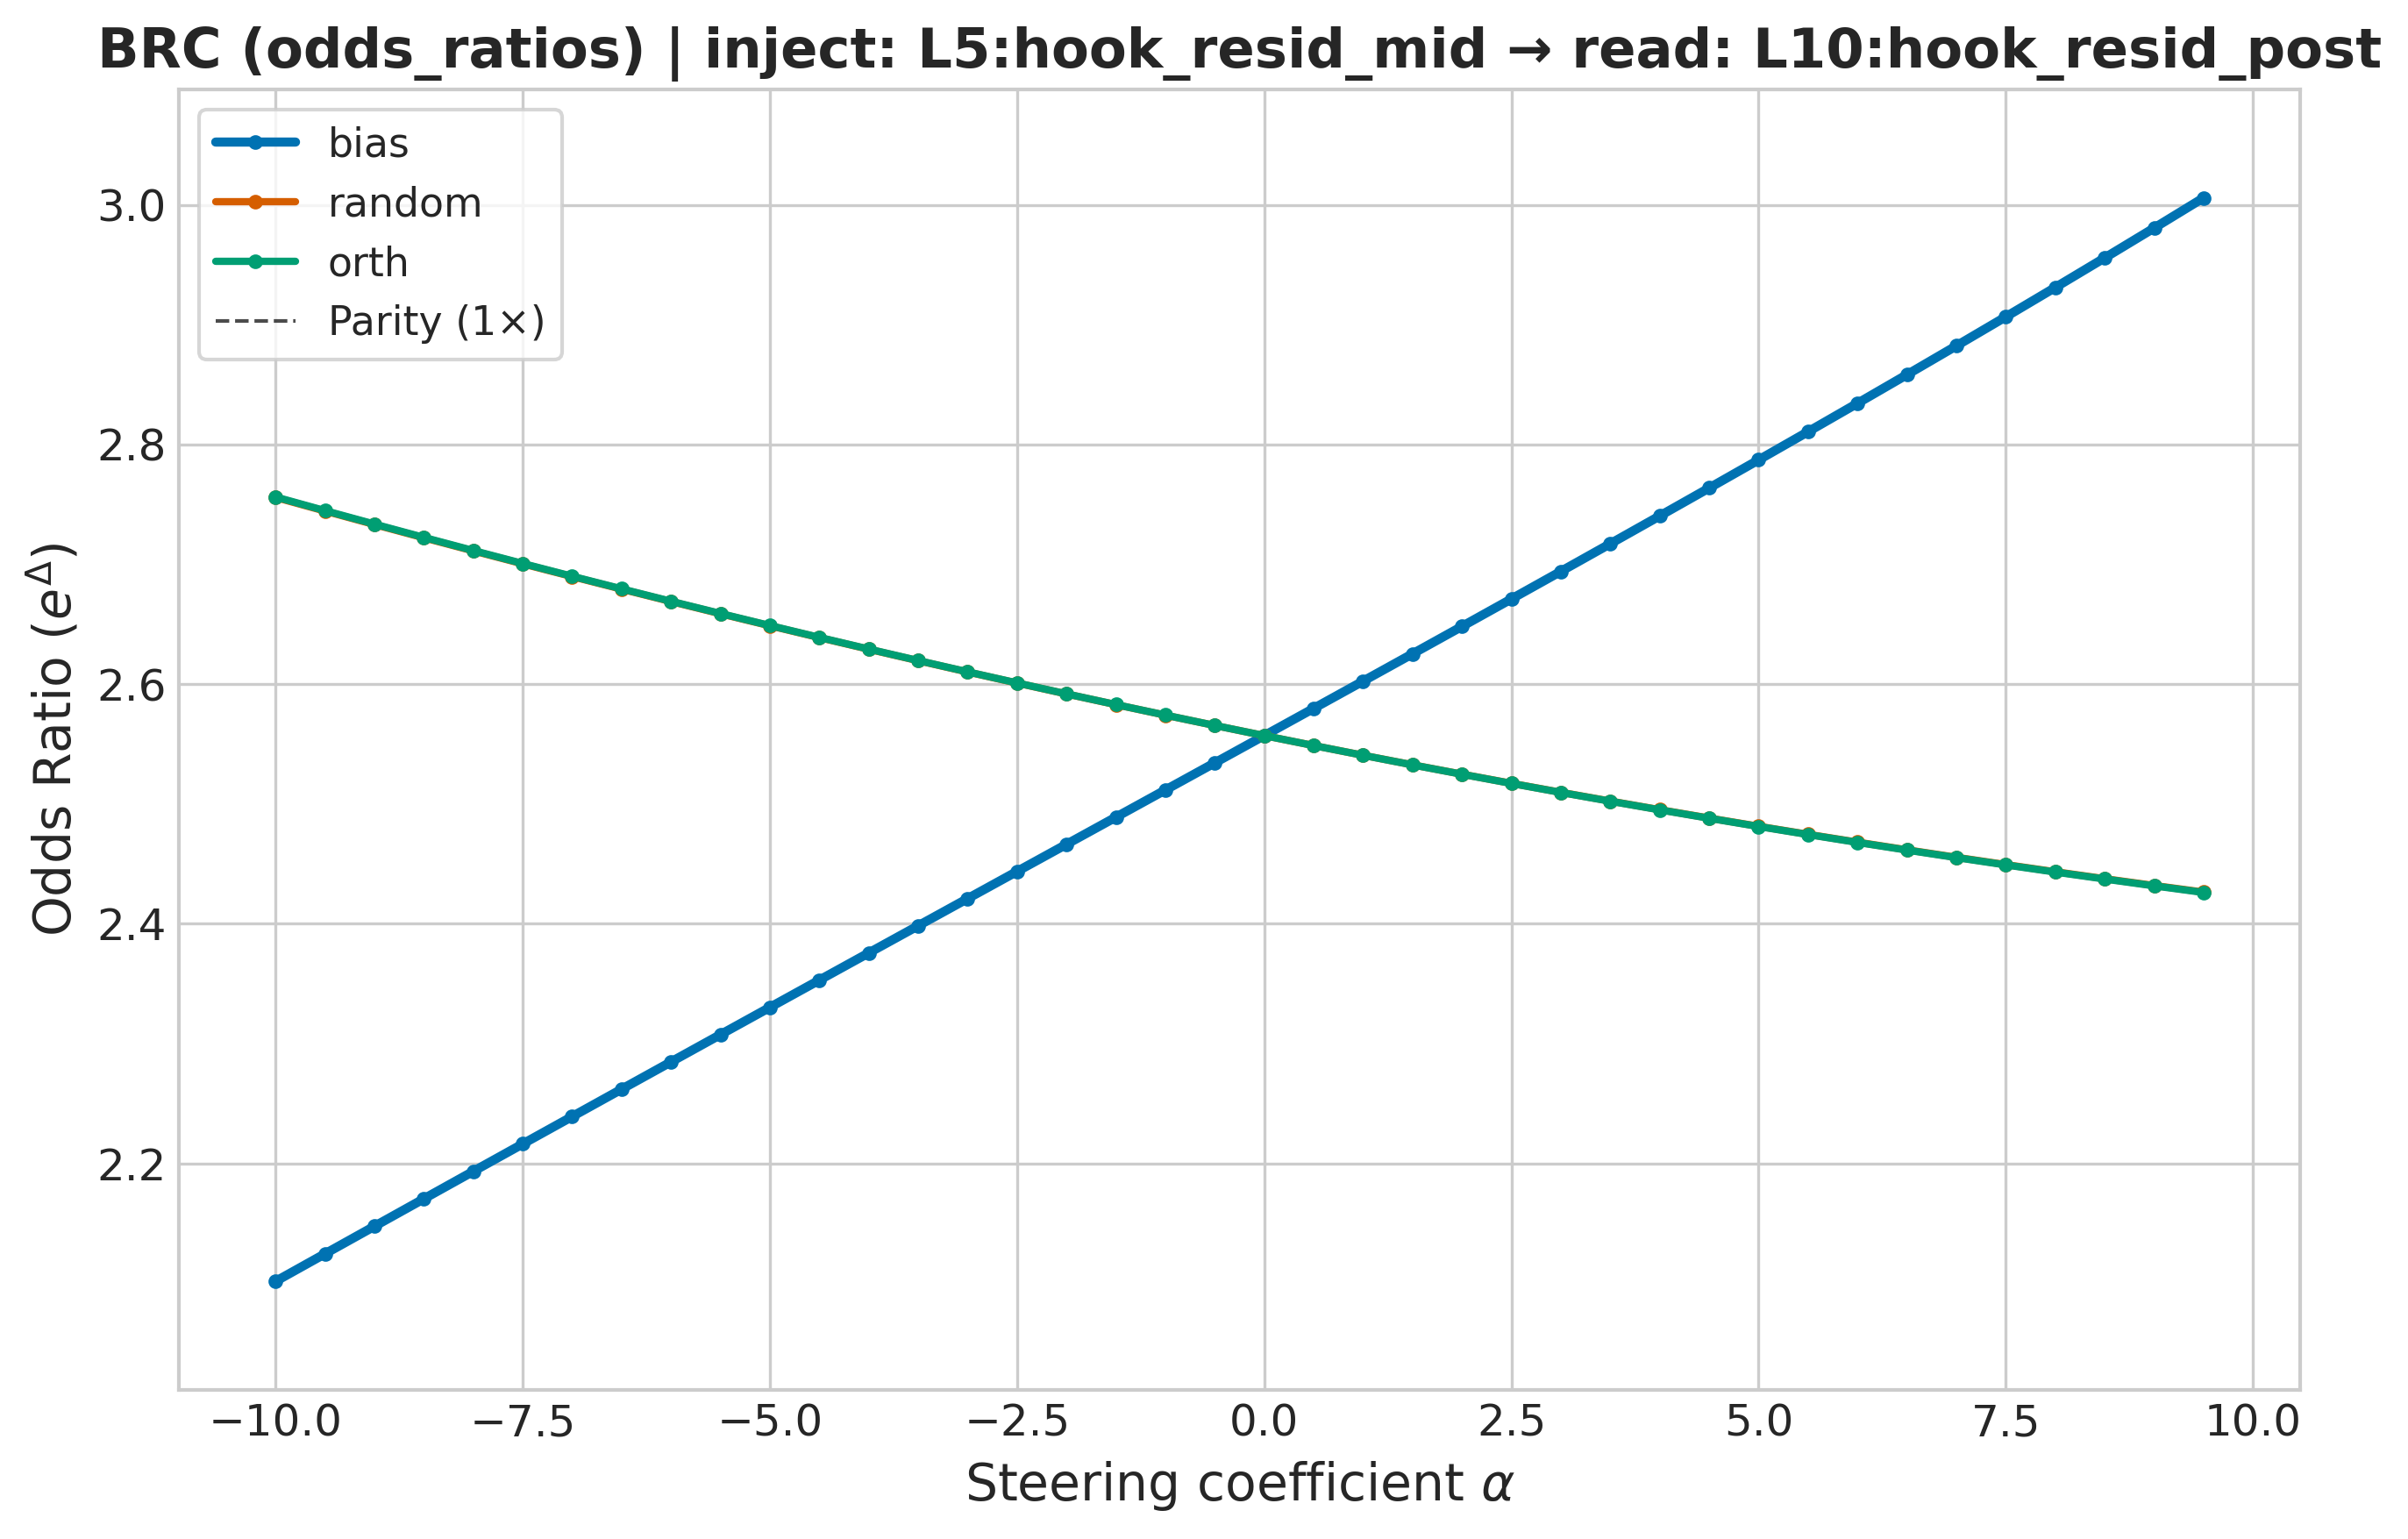 BRC (odds_ratios) | inject: L5:hook_resid_mid → read: L10:hook_resid_post
bias
random
orth
Parity (1×)
3.0
2.8
2.6
2.4
2.2
Odds Ratio (e^Δ)
−10.0 −7.5 −5.0 −2.5 0.0 2.5 5.0 7.5 10.0
Steering coefficient α